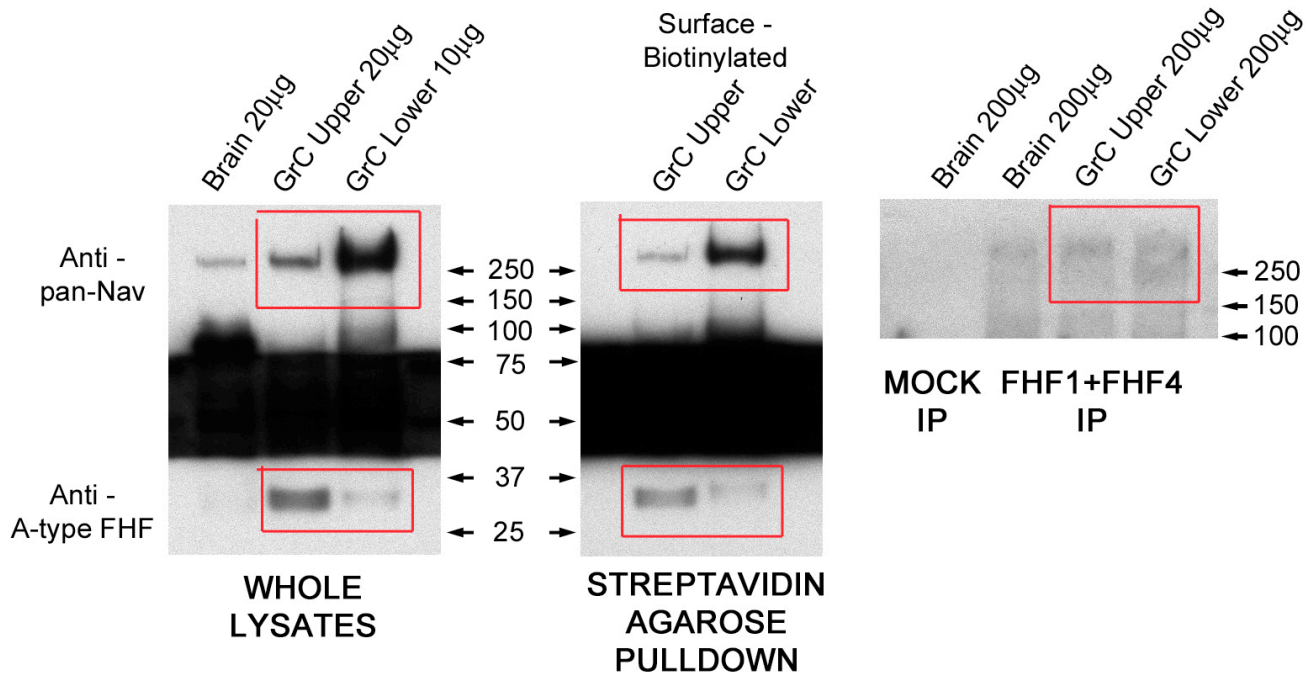 Brain 20µg
GrC Upper 20µg
GrC Lower 10µg
Surface -
Biotinylated
GrC Upper
GrC Lower
Brain 200µg
Brain 200µg
GrC Upper 200µg
GrC Lower 200µg
Anti -
pan-Nav
250
150
100
75
50
37
25
Anti -
A-type FHF
250
150
100
MOCK
IP
FHF1+FHF4
IP
WHOLE
LYSATES
STREPTAVIDIN
AGAROSE
PULLDOWN